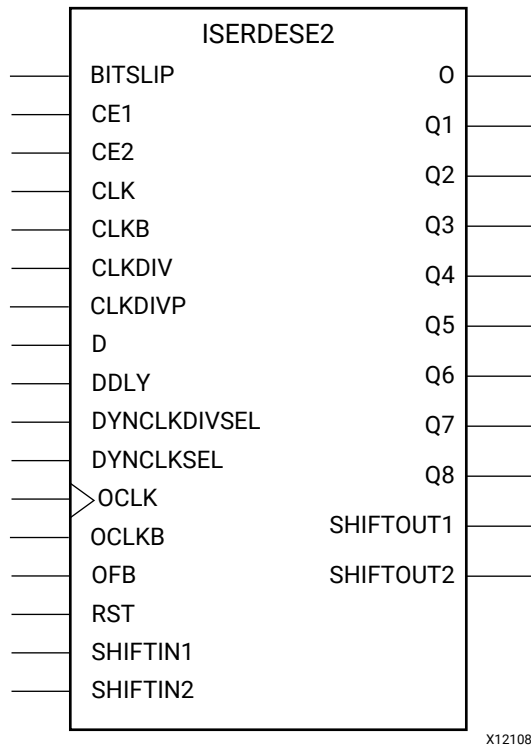 ISERDESE2
BITSLIP
CE1
CE2
CLK
CLKB
CLKDIV
CLKDIVP
D
DDLY
DYNCLKDIVSEL
DYNCLKSEL
OCLK
OCLKB
OFB
RST
SHIFTIN1
SHIFTIN2
O
Q1
Q2
Q3
Q4
Q5
Q6
Q7
Q8
SHIFTOUT1
SHIFTOUT2
X12108